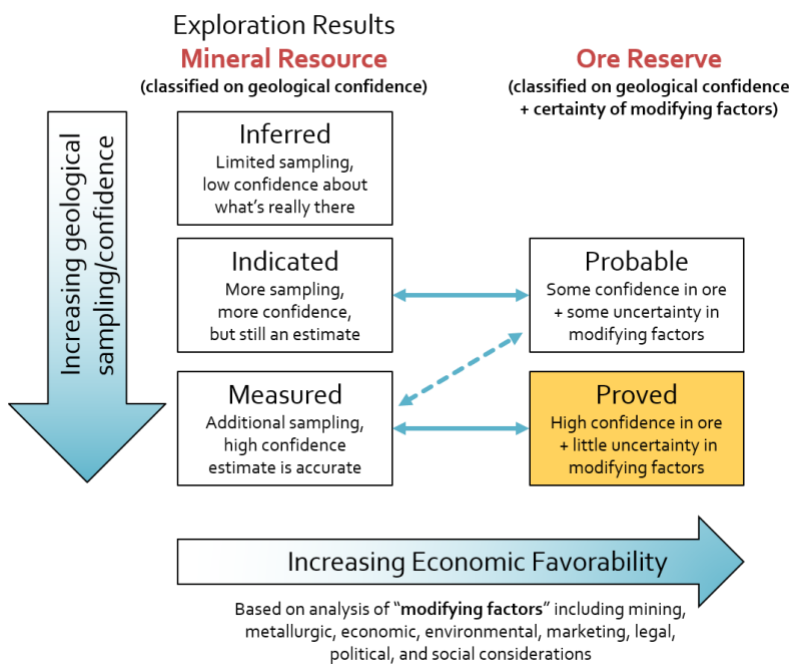 Exploration Results
Mineral Resource
(classified on geological confidence)
Ore Reserve
(classified on geological confidence
+ certainty of modifying factors)
Increasing geological
sampling/confidence
Inferred
Limited sampling,
low confidence about
what's really there
Indicated
More sampling,
more confidence,
but still an estimate
Probable
Some confidence in ore
+ some uncertainty in
modifying factors
Measured
Additional sampling,
high confidence
estimate is accurate
Proved
High confidence in ore
+ little uncertainty in
modifying factors
Increasing Economic Favorability
Based on analysis of “modifying factors” including mining,
metallurgic, economic, environmental, marketing, legal,
political, and social considerations